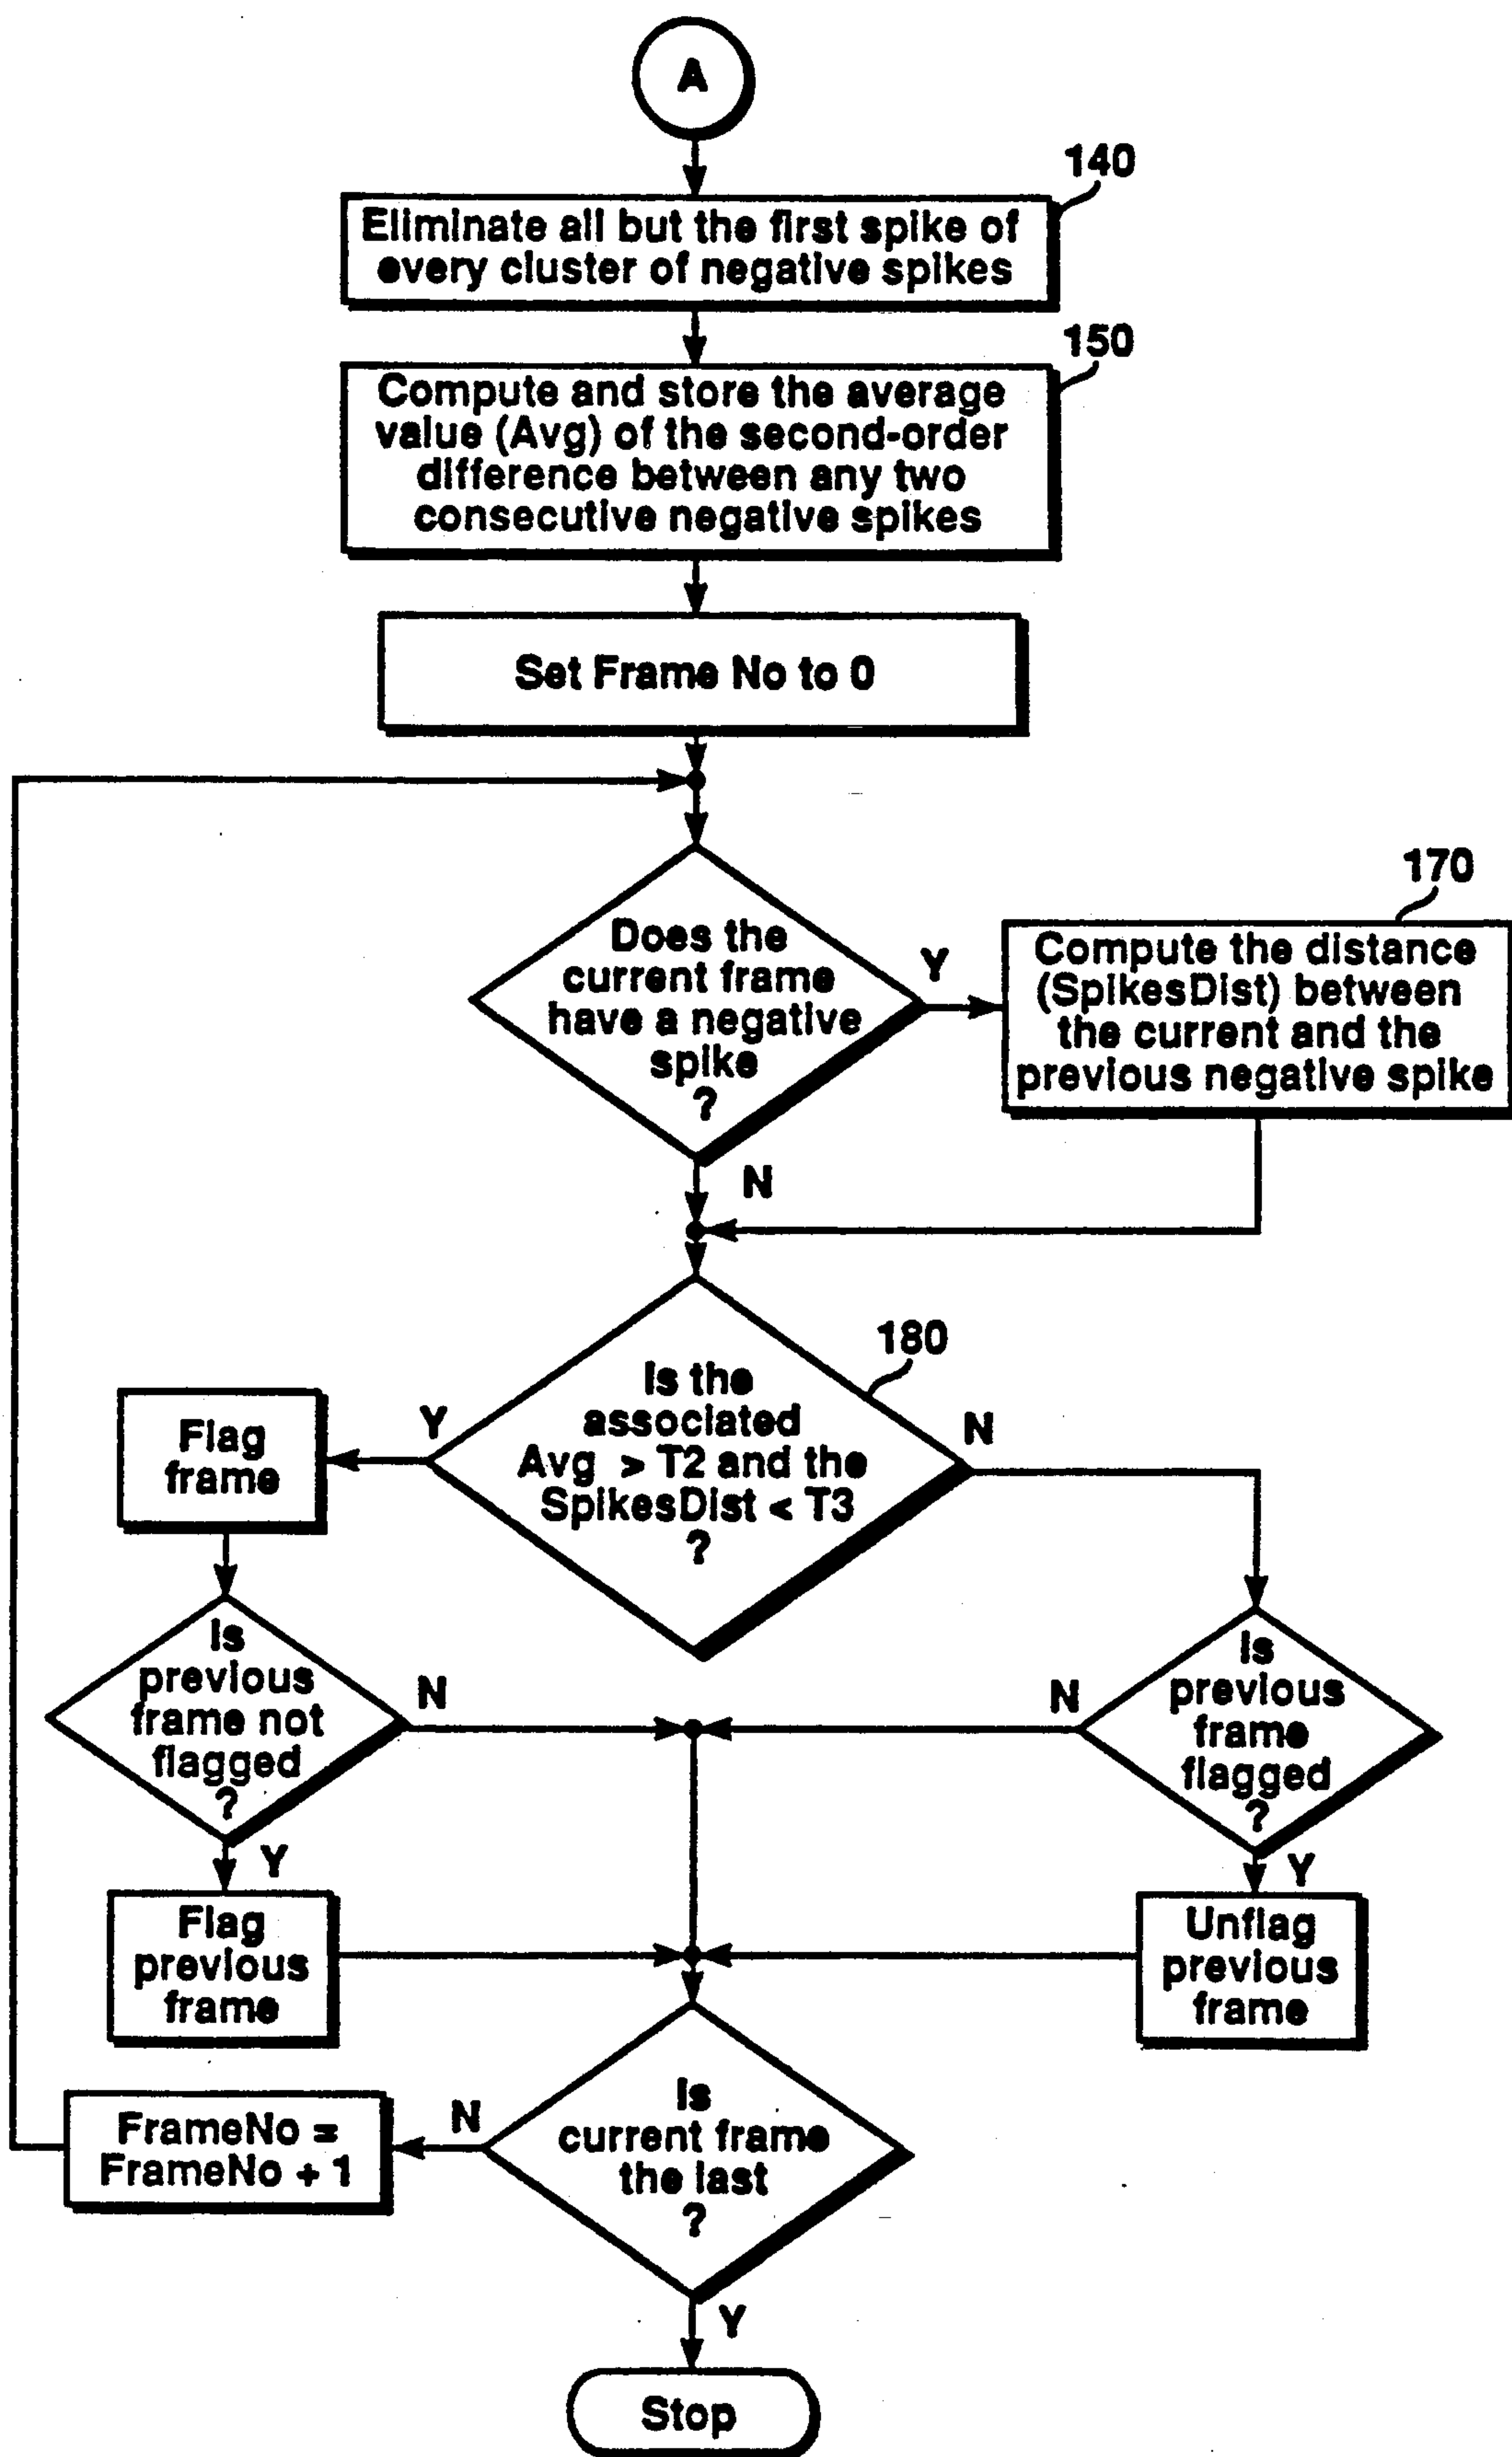 A
140
Eliminate all but the first spike of
every cluster of negative spikes
150
Compute and store the average
value (Avg) of the second-order
difference between any two
consecutive negative spikes
Set Frame No to 0
Does the
current frame
have a negative
spike
?
Y
170
Compute the distance
(SpikesDist) between
the current and the
previous negative spike
N
180
Is the
associated
Avg > T2 and the
SpikesDist < T3
?
Y
N
Flag
frame
Is
previous
frame not
flagged
?
N
Y
Is
previous
frame
flagged
?
N
Y
Flag
previous
frame
Unflag
previous
frame
Is
current frame
the last
?
N
FrameNo =
FrameNo + 1
Y
Stop